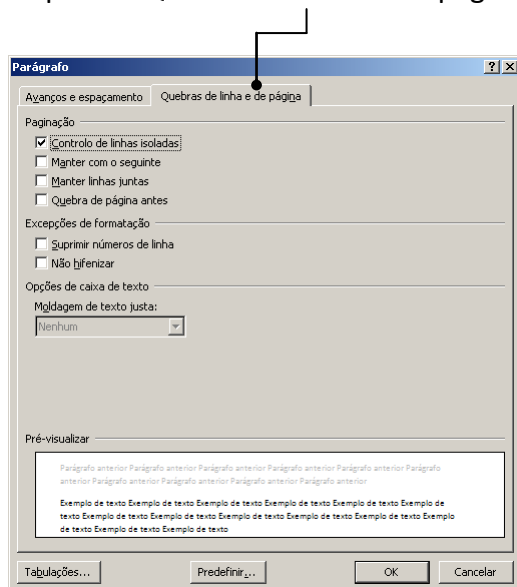 Parágrafo
Avanços e espaçamento Quebras de linha e de página
Paginação
Controlo de linhas isoladas
Manter com o seguinte
Manter linhas juntas
Quebra de página antes
Excepções de formatação
Suprimir números de linha
Não hifenizar
Opções de caixa de texto
Moldagem de texto justa:
Nenhum
Pré-visualizar
Parágrafo anterior Parágrafo anterior Parágrafo anterior Parágrafo anterior Parágrafo anterior Parágrafo
anterior Parágrafo anterior Parágrafo anterior Parágrafo anterior Parágrafo anterior
Exemplo de texto Exemplo de texto Exemplo de texto Exemplo de texto Exemplo de texto Exemplo de
texto Exemplo de texto Exemplo de texto Exemplo de texto Exemplo de texto Exemplo de texto Exemplo
de texto Exemplo de texto Exemplo de texto
Tabulações... Predefinir... OK Cancelar